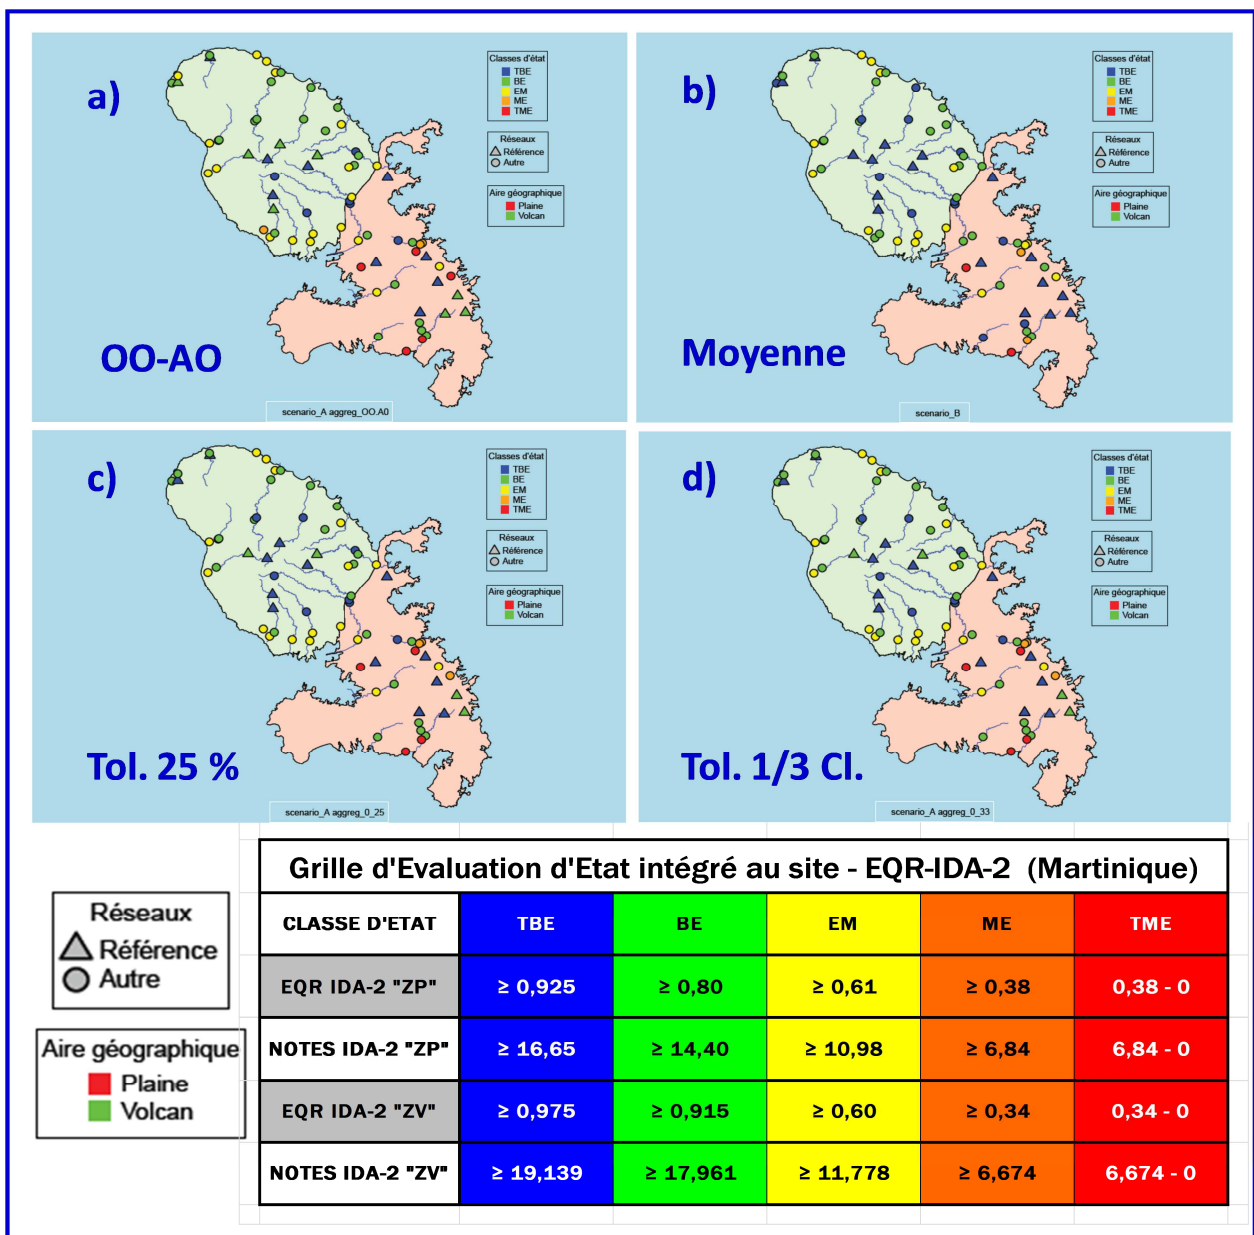 a)
Classes d'état
TBE
BE
EM
ME
TME
Réseaux
Référence
Autre
Aire géographique
Plaine
Volcan
OO-AO
scenario_A aggreg_OO.A0
b)
Classes d'état
TBE
BE
EM
ME
TME
Réseaux
Référence
Autre
Aire géographique
Plaine
Volcan
Moyenne
scenario_B
c)
Classes d'état
TBE
BE
EM
ME
TME
Réseaux
Référence
Autre
Aire géographique
Plaine
Volcan
Tol. 25 %
scenario_A aggreg_0_25
d)
Classes d'état
TBE
BE
EM
ME
TME
Réseaux
Référence
Autre
Aire géographique
Plaine
Volcan
Tol. 1/3 Cl.
scenario_A aggreg_0_33
Réseaux
Référence
Autre
Aire géographique
Plaine
Volcan
Grille d'Evaluation d'Etat intégré au site - EQR-IDA-2 (Martinique)
CLASSE D'ETAT TBE BE EM ME TME
EQR IDA-2 "ZP" ≥ 0,925 ≥ 0,80 ≥ 0,61 ≥ 0,38 0,38 - 0
NOTES IDA-2 "ZP" ≥ 16,65 ≥ 14,40 ≥ 10,98 ≥ 6,84 6,84 - 0
EQR IDA-2 "ZV" ≥ 0,975 ≥ 0,915 ≥ 0,60 ≥ 0,34 0,34 - 0
NOTES IDA-2 "ZV" ≥ 19,139 ≥ 17,961 ≥ 11,778 ≥ 6,674 6,674 - 0